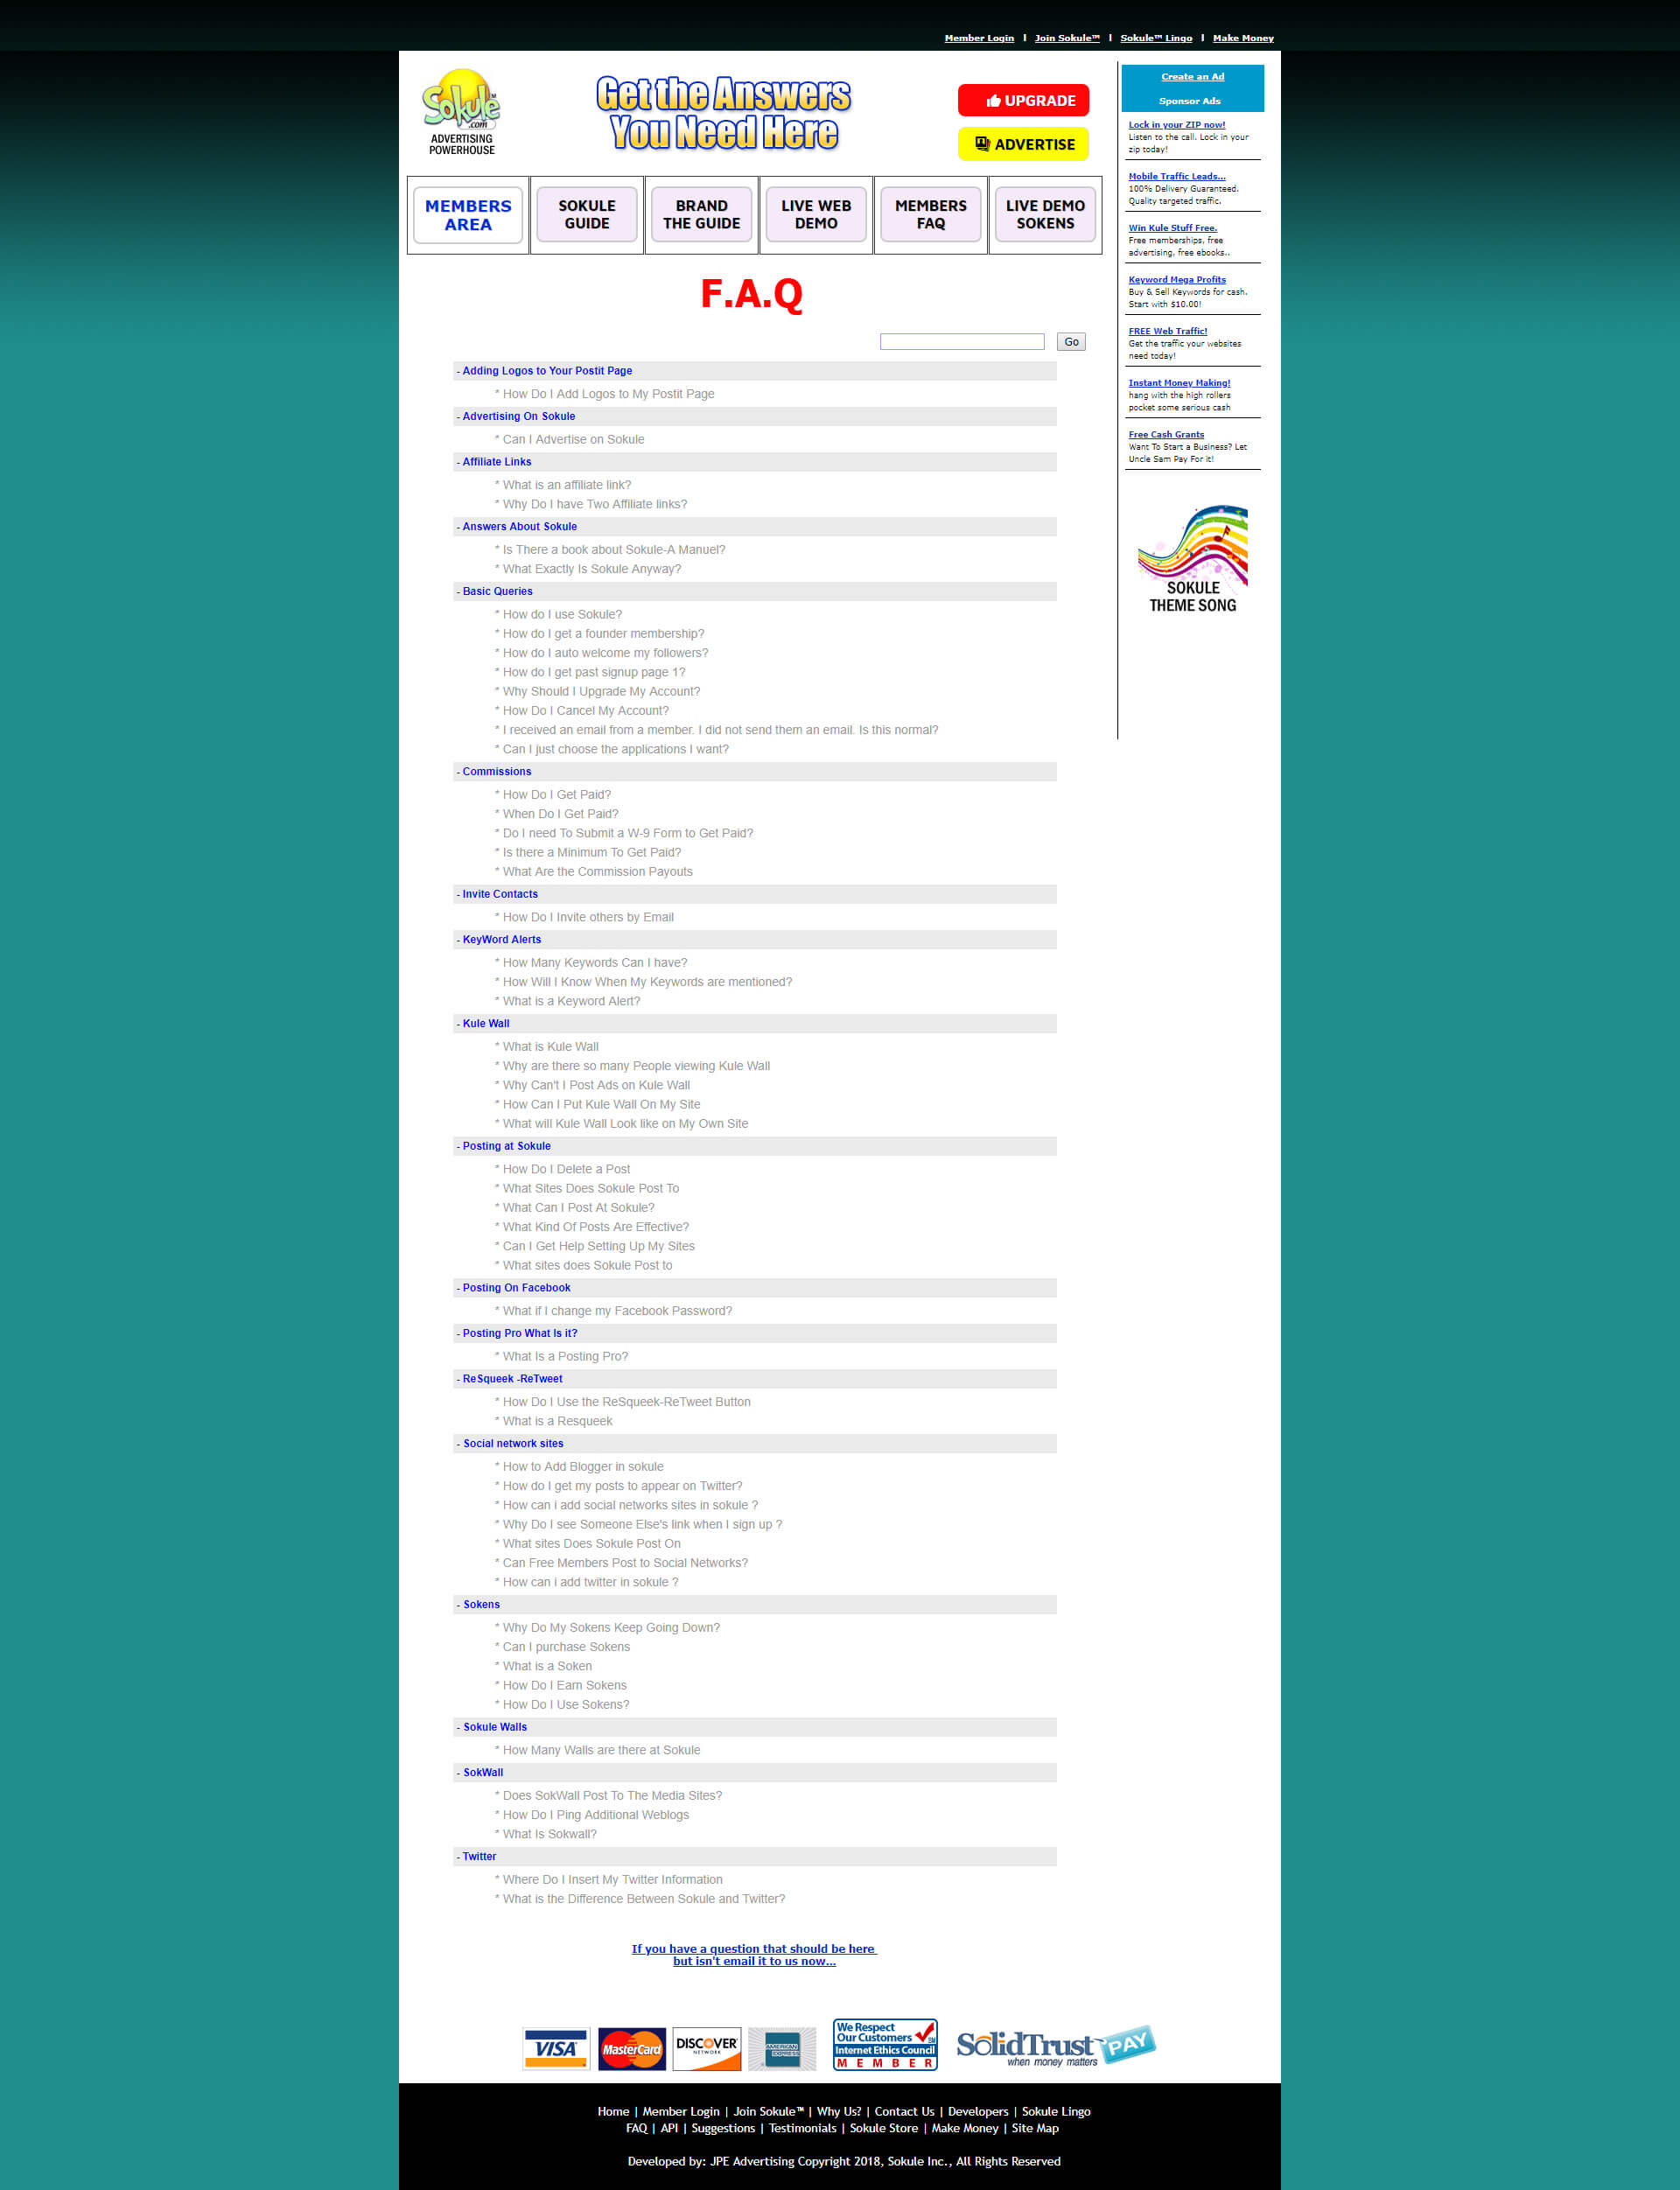 Member Login | Join Sokule™ | Sokule™ Lingo | Make Money
Sokule™
.com
ADVERTISING
POWERHOUSE
Get the Answers
You Need Here
UPGRADE
ADVERTISE
MEMBERS
AREA
SOKULE
GUIDE
BRAND
THE GUIDE
LIVE WEB
DEMO
MEMBERS
FAQ
LIVE DEMO
SOKENS
Create an Ad
Sponsor Ads
Lock in your ZIP now!
Listen to the call. Lock in your
zip today!
Mobile Traffic Leads...
100% Delivery Guaranteed.
Quality targeted traffic.
Win Kule Stuff Free.
Free memberships, free
advertising, free ebooks..
Keyword Mega Profits
Buy & Sell Keywords for cash.
Start with $10.00!
FREE Web Traffic!
Get the traffic your websites
need today!
Instant Money Making!
hang with the high rollers
pocket some serious cash
Free Cash Grants
Want To Start a Business? Let
Uncle Sam Pay For it!
SOKULE
THEME SONG
F.A.Q
Go
- Adding Logos to Your Postit Page
* How Do I Add Logos to My Postit Page
- Advertising On Sokule
* Can I Advertise on Sokule
- Affiliate Links
* What is an affiliate link?
* Why Do I have Two Affiliate links?
- Answers About Sokule
* Is There a book about Sokule-A Manuel?
* What Exactly Is Sokule Anyway?
- Basic Queries
* How do I use Sokule?
* How do I get a founder membership?
* How do I auto welcome my followers?
* How do I get past signup page 1?
* Why Should I Upgrade My Account?
* How Do I Cancel My Account?
* I received an email from a member. I did not send them an email. Is this normal?
* Can I just choose the applications I want?
- Commissions
* How Do I Get Paid?
* When Do I Get Paid?
* Do I need To Submit a W-9 Form to Get Paid?
* Is there a Minimum To Get Paid?
* What Are the Commission Payouts
- Invite Contacts
* How Do I Invite others by Email
- KeyWord Alerts
* How Many Keywords Can I have?
* How Will I Know When My Keywords are mentioned?
* What is a Keyword Alert?
- Kule Wall
* What is Kule Wall
* Why are there so many People viewing Kule Wall
* Why Can't I Post Ads on Kule Wall
* How Can I Put Kule Wall On My Site
* What will Kule Wall Look like on My Own Site
- Posting at Sokule
* How Do I Delete a Post
* What Sites Does Sokule Post To
* What Can I Post At Sokule?
* What Kind Of Posts Are Effective?
* Can I Get Help Setting Up My Sites
* What sites does Sokule Post to
- Posting On Facebook
* What if I change my Facebook Password?
- Posting Pro What Is it?
* What Is a Posting Pro?
- ReSqueek -ReTweet
* How Do I Use the ReSqueek-ReTweet Button
* What is a Resqueek
- Social network sites
* How to Add Blogger in sokule
* How do I get my posts to appear on Twitter?
* How can i add social networks sites in sokule ?
* Why Do I see Someone Else's link when I sign up ?
* What sites Does Sokule Post On
* Can Free Members Post to Social Networks?
* How can i add twitter in sokule ?
- Sokens
* Why Do My Sokens Keep Going Down?
* Can I purchase Sokens
* What is a Soken
* How Do I Earn Sokens
* How Do I Use Sokens?
- Sokule Walls
* How Many Walls are there at Sokule
- SokWall
* Does SokWall Post To The Media Sites?
* How Do I Ping Additional Weblogs
* What Is Sokwall?
- Twitter
* Where Do I Insert My Twitter Information
* What is the Difference Between Sokule and Twitter?
If you have a question that should be here
but isn't email it to us now...
VISA
MasterCard
DISCOVER
NETWORK
AMERICAN
EXPRESS
We Respect
Our Customers
Internet Ethics Council
MEMBER
SolidTrust PAY
when money matters
Home | Member Login | Join Sokule™ | Why Us? | Contact Us | Developers | Sokule Lingo
FAQ | API | Suggestions | Testimonials | Sokule Store | Make Money | Site Map
Developed by: JPE Advertising Copyright 2018, Sokule Inc., All Rights Reserved